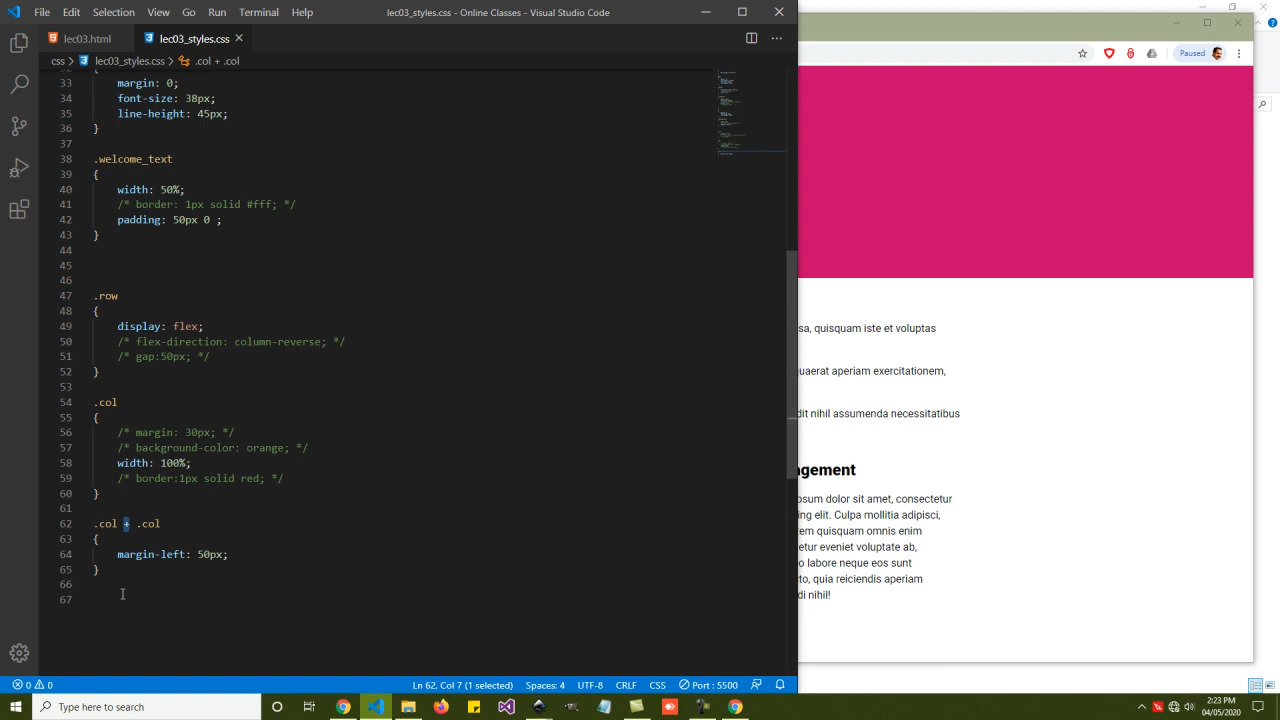 File Edit Selection View Go Run Terminal Help lec03_styles.css - Online Classes - Visual Studio Code
lec03.html lec03_styles.css
css > lec03_styles.css > .col + .col
33 margin: 0;
34 font-size: 38px;
35 line-height: 45px;
36 }
37
38 .welcome_text
39 {
40 width: 50%;
41 /* border: 1px solid #fff; */
42 padding: 50px 0 ;
43 }
44
45
46
47 .row
48 {
49 display: flex;
50 /* flex-direction: column-reverse; */
51 /* gap:50px; */
52 }
53
54 .col
55 {
56 /* margin: 30px; */
57 /* background-color: orange; */
58 width: 100%;
59 /* border:1px solid red; */
60 }
61
62 .col + .col
63 {
64 margin-left: 50px;
65 }
66
67
Paused
sa, quisquam iste et voluptas
uaerat aperiam exercitationem,
dit nihil assumenda necessitatibus
agement
psum dolor sit amet, consectetur
ing elit. Culpa mollitia adipisci,
tem quisquam omnis enim
etur eveniet voluptate ab,
o labore neque eos sunt
to, quia reiciendis aperiam
di nihil!
0 0 Ln 62, Col 7 (1 selected) Spaces: 4 UTF-8 CRLF CSS Port : 5500
Type here to search
2:23 PM
04/05/2020